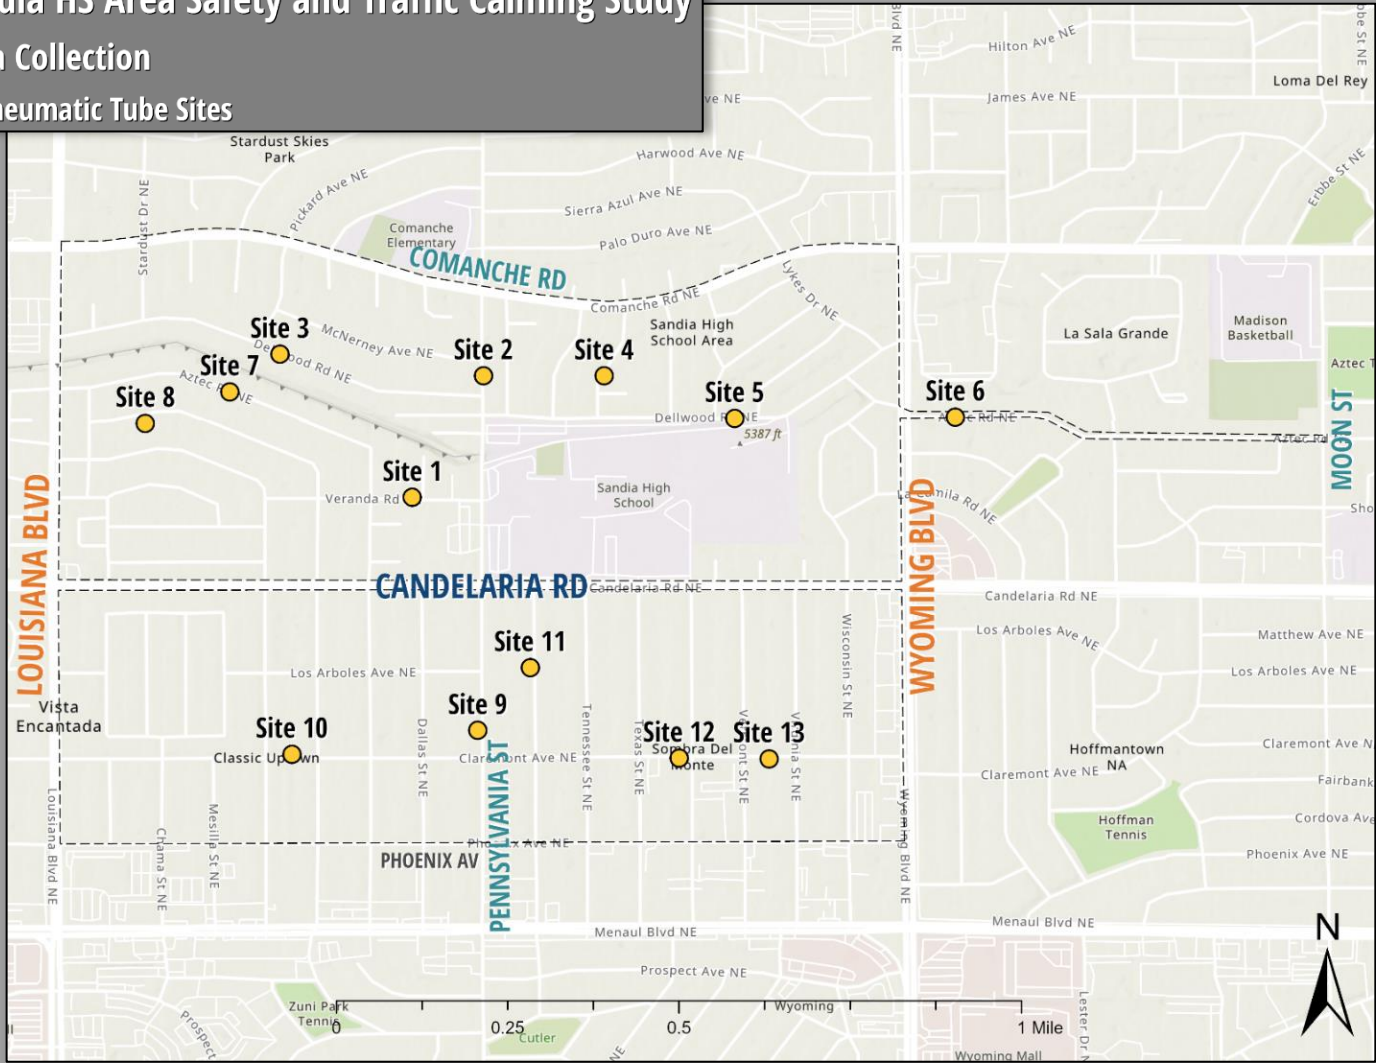 dia HS Area Safety and Traffic Calming Study
Collection
neumatic Tube Sites
Blvd NE
Hilton Ave NE
Loma Del Rey
James Ave NE
ve NE
Stardust Skies
Park
Harwood Ave NE
Erbbe St NE
Pickard Ave NE
Sierra Azul Ave NE
Stardust Dr NE
Comanche
Elementary
Palo Duro Ave NE
COMANCHE RD
Lykes Dr NE
Comanche Rd NE
Site 3
McNerney Ave NE
Sandia High
School Area
La Sala Grande
Madison
Basketball
Site 7
Site 2
Site 4
Aztec T
Site 8
Site 5
Site 6
Dellwood R NE
5387 ft
MOON ST
Site 1
Veranda Rd
Sandia High
School
Sho
LOUISIANA BLVD
WYOMING BLVD
CANDELARIA RD
Candelaria Rd NE
Candelaria Rd NE
Wisconsin St NE
Los Arboles Ave NE
Matthew Ave NE
Site 11
Los Arboles Ave NE
Los Arboles Ave NE
Vista
Encantada
Site 9
Site 10
Site 12
Site 13
Classic Up wn
Dallas St NE
Claremont Ave NE
Tennessee St NE
Texas St NE
Sombra Del
Monte
Hoffmantown
NA
Claremont Ave N
Claremont Ave NE
Fairbank
PENNSYLVANIA ST
Louisiana Blvd NE
Mesilla St NE
Chama St NE
Wyoming Blvd NE
Hoffman
Tennis
Cordova Ave
PHOENIX AV
Phoenix Ave NE
Menaul Blvd NE
Menaul Blvd NE
N
Prospect Ave NE
Zuni Park
Tennis
Prospect
Wyoming
Lester Dr N
0
0.25
0.5
1 Mile
Cutler
NE
Wyoming Mall